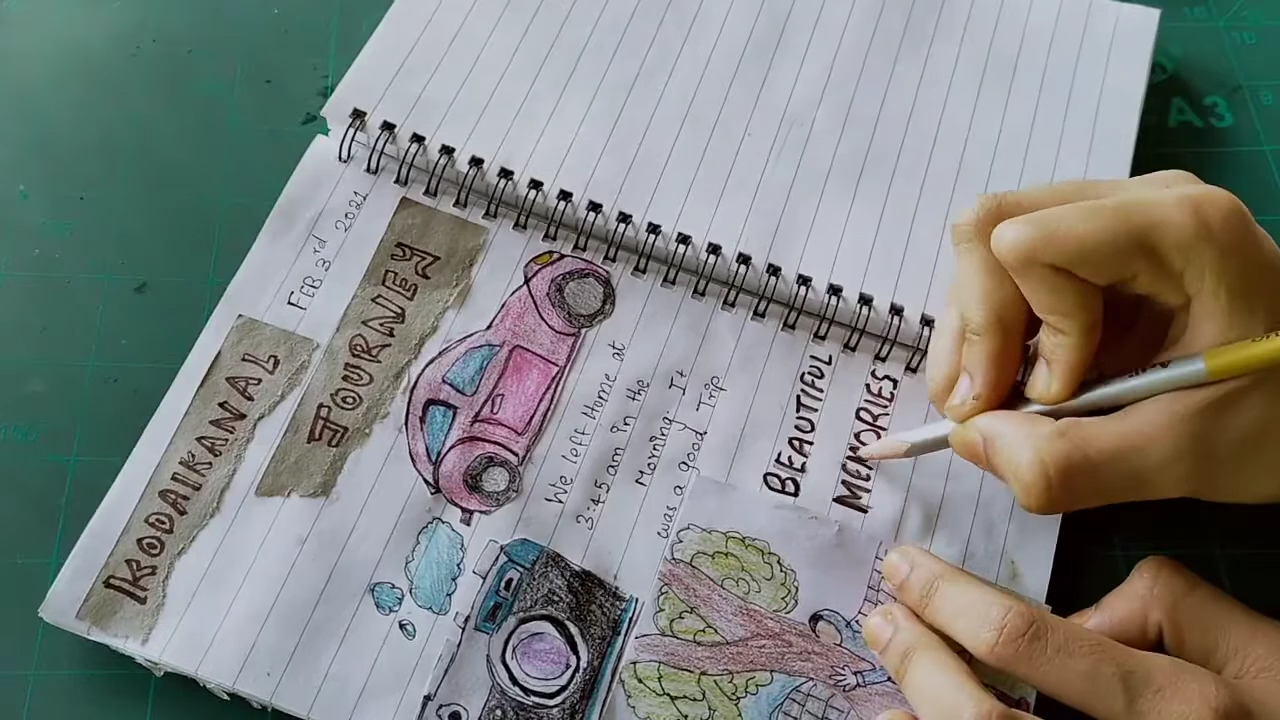 FEB 3rd 2021
KODAIKANAL
JOURNEY
We left Home at
3:45 am in the
Morning. It
was a good Trip
BEAUTIFUL
MEMORIES
A3